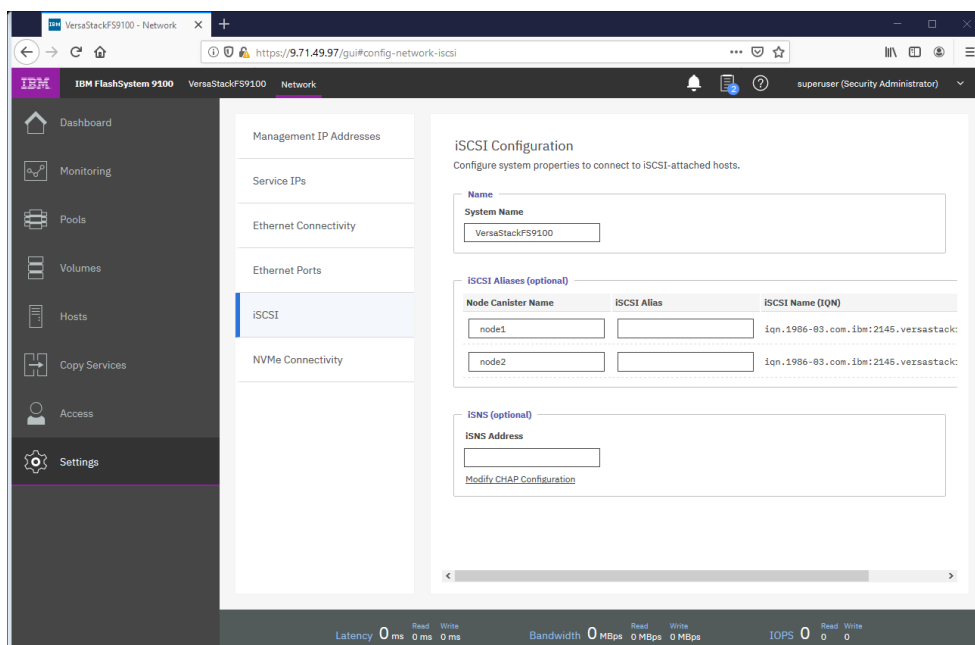 IBM VersaStackFS9100 - Network
https://9.71.49.97/gui#config-network-iscsi
IBM IBM FlashSystem 9100 VersaStackFS9100 Network 2 superuser (Security Administrator)
Dashboard
Monitoring
Pools
Volumes
Hosts
Copy Services
Access
Settings
Management IP Addresses
Service IPs
Ethernet Connectivity
Ethernet Ports
iSCSI
NVMe Connectivity
iSCSI Configuration
Configure system properties to connect to iSCSI-attached hosts.
Name
System Name
VersaStackFS9100
iSCSI Aliases (optional)
Node Canister Name iSCSI Alias iSCSI Name (IQN)
node1 iqn.1986-03.com.ibm:2145.versastack:
node2 iqn.1986-03.com.ibm:2145.versastack:
iSNS (optional)
iSNS Address
Modify CHAP Configuration
Read Write Read Write Read Write
Latency 0 ms 0 ms 0 ms Bandwidth 0 MBps 0 MBps 0 MBps IOPS 0 0 0